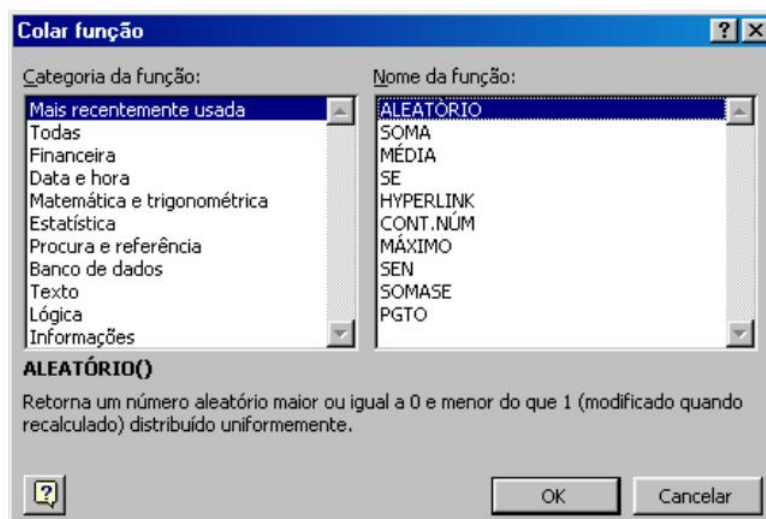 Colar função
Categoria da função:
Mais recentemente usada
Todas
Financeira
Data e hora
Matemática e trigonométrica
Estatística
Procura e referência
Banco de dados
Texto
Lógica
Informações
Nome da função:
ALEATÒRIO
SOMA
MÉDIA
SE
HYPERLINK
CONT.NÚM
MÁXIMO
SEN
SOMASE
PGTO
ALEATÓRIO()
Retorna um número aleatório maior ou igual a 0 e menor do que 1 (modificado quando
recalculado) distribuído uniformemente.
OK
Cancelar